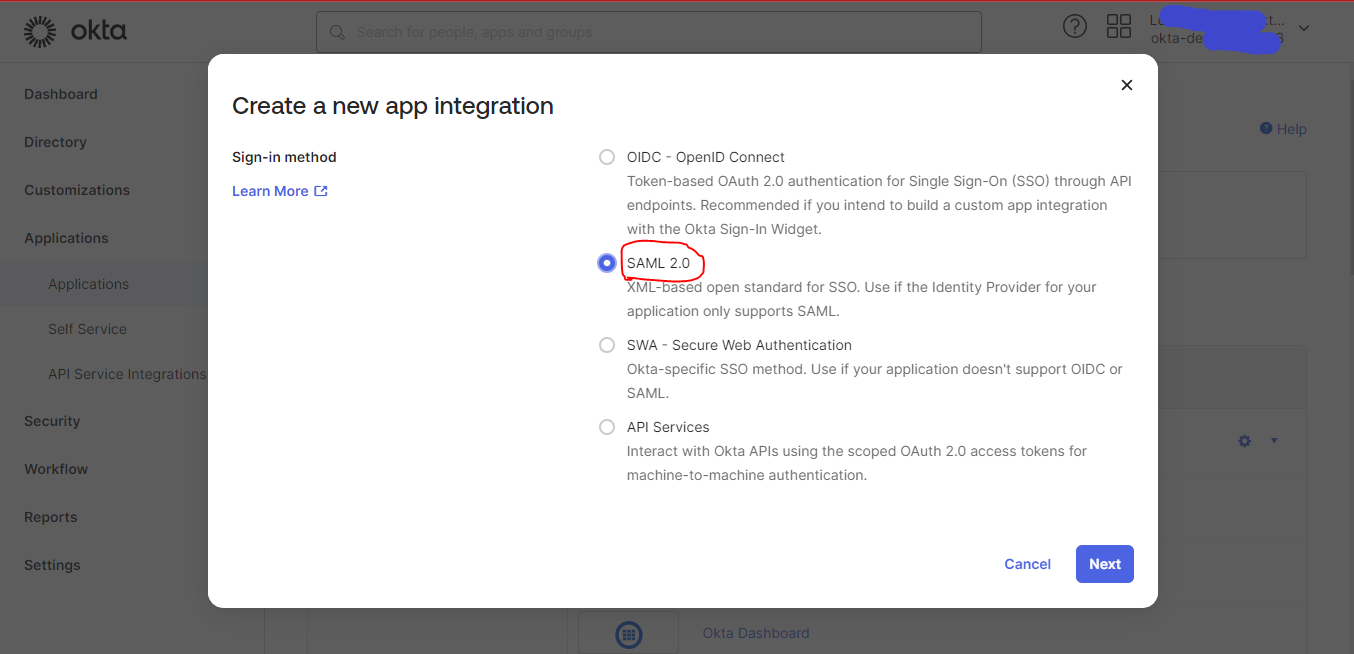 okta
Search for people, apps and groups
okta-de
Dashboard
Directory
Customizations
Applications
Applications
Self Service
API Service Integrations
Security
Workflow
Reports
Settings
Help
Create a new app integration
Sign-in method
Learn More
OIDC - OpenID Connect
Token-based OAuth 2.0 authentication for Single Sign-On (SSO) through API
endpoints. Recommended if you intend to build a custom app integration
with the Okta Sign-In Widget.
SAML 2.0
XML-based open standard for SSO. Use if the Identity Provider for your
application only supports SAML.
SWA - Secure Web Authentication
Okta-specific SSO method. Use if your application doesn't support OIDC or
SAML.
API Services
Interact with Okta APIs using the scoped OAuth 2.0 access tokens for
machine-to-machine authentication.
Cancel
Next
Okta Dashboard